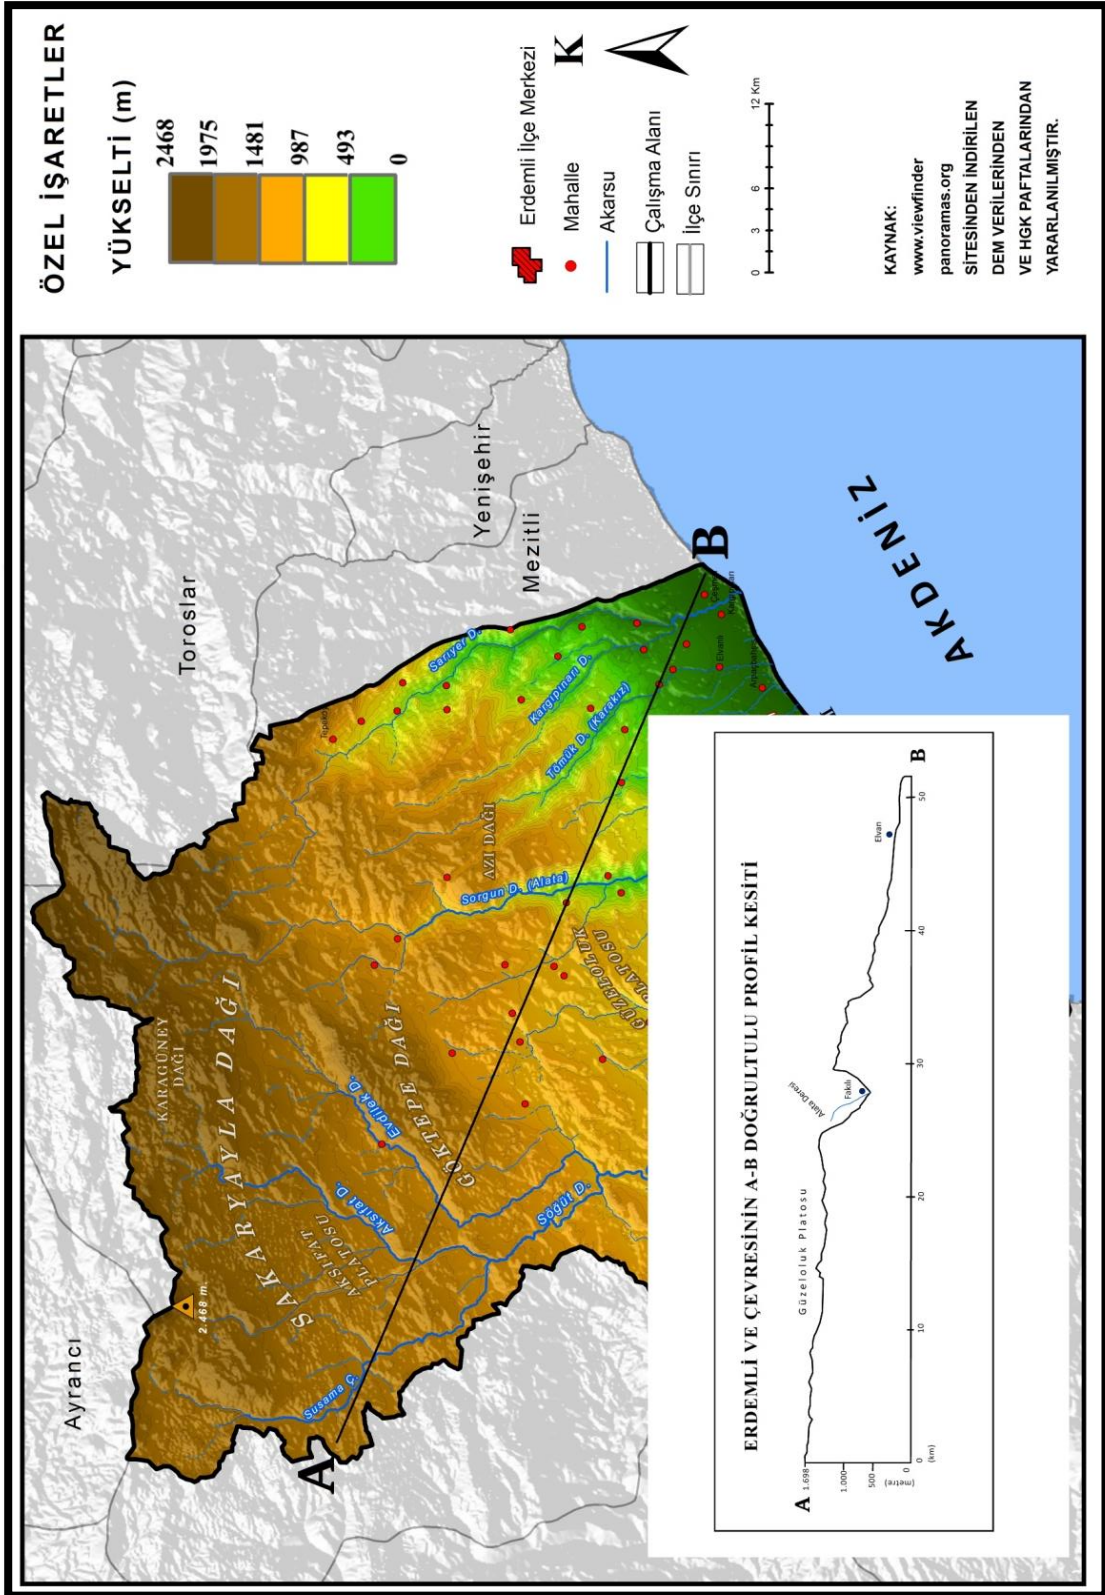 ÖZEL İŞARETLER
YÜKSELTİ (m)
2468
1975
1481
987
493
0
Erdemli İlçe Merkezi
Mahalle
Akarsu
Çalışma Alanı
İlçe Sınırı
K
0 3 6 12 Km
KAYNAK:
www.viewfinder
panoramas.org
SİTESİNDEN İNDİRİLEN
DEM VERİLERİNDEN
VE HGK PAFTALARINDAN
YARARLANILMIŞTIR.
Ayrancı
Toroslar
Yenişehir
Mezitli
AKDENİZ
2.468 m.
KARAGÜNEY
DAĞI
SAKARYAYLA DAĞI
AKSIFAT
PLATOSU
GÖKTEPE DAĞI
AZI DAĞI
GÜZELOLUK
PLATOSU
Susama Ç.
Aksıfat D.
Evdilek D.
Söğüt D.
Sorgun D. (Alata)
Tömük D. (Karakız)
Kargıpınarı D.
Sarıyer D.
Tepeköy
Elvanlı
A
B
ERDEMLİ VE ÇEVRESİNİN A-B DOĞRULTULU PROFİL KESİTİ
A
1.698
1.000
500
0
(metre)
Güzeloluk Platosu
Alata Deresi
Fakılı
Elvan
B
0 10 20 30 40 50
(km)